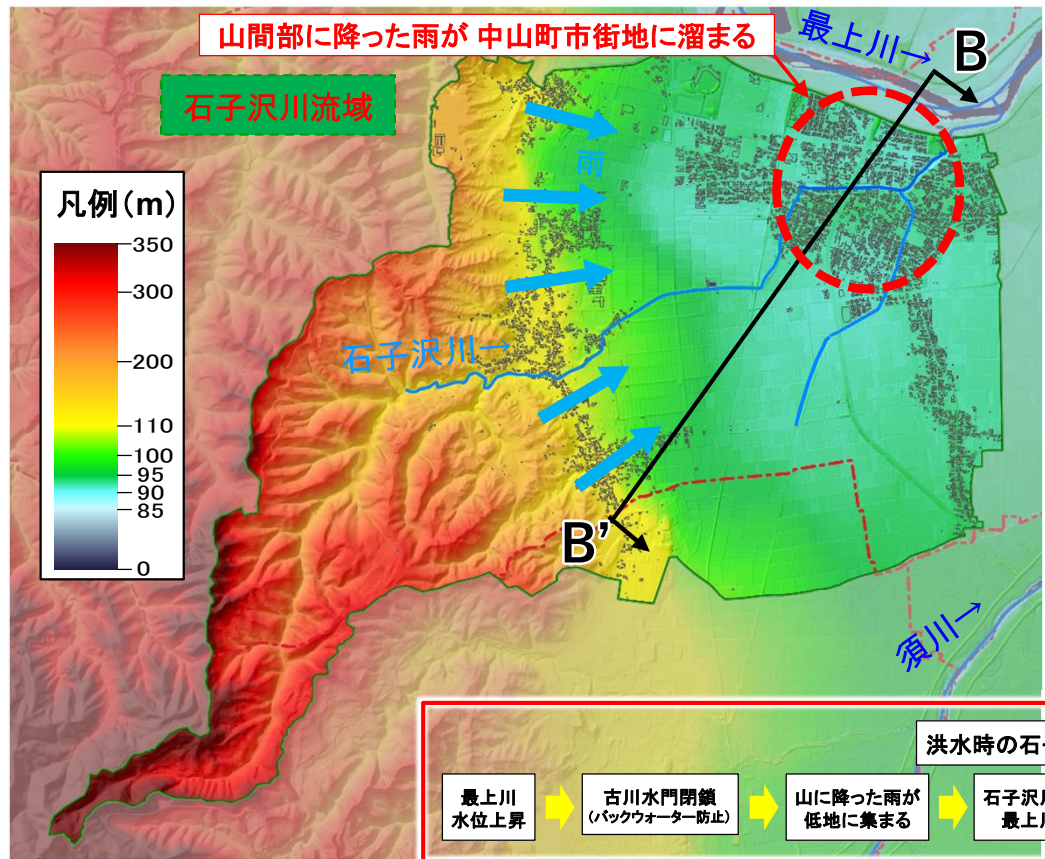 山間部に降った雨が 中山町市街地に溜まる
最上川→
B
石子沢川流域
凡例(m)
350
300
200
110
100
95
90
85
0
雨
石子沢川→
B’
須川→
洪水時の石
最上川
水位上昇
古川水門閉鎖
(バックウォーター防止)
山に降った雨が
低地に集まる
石子沢川
最上川